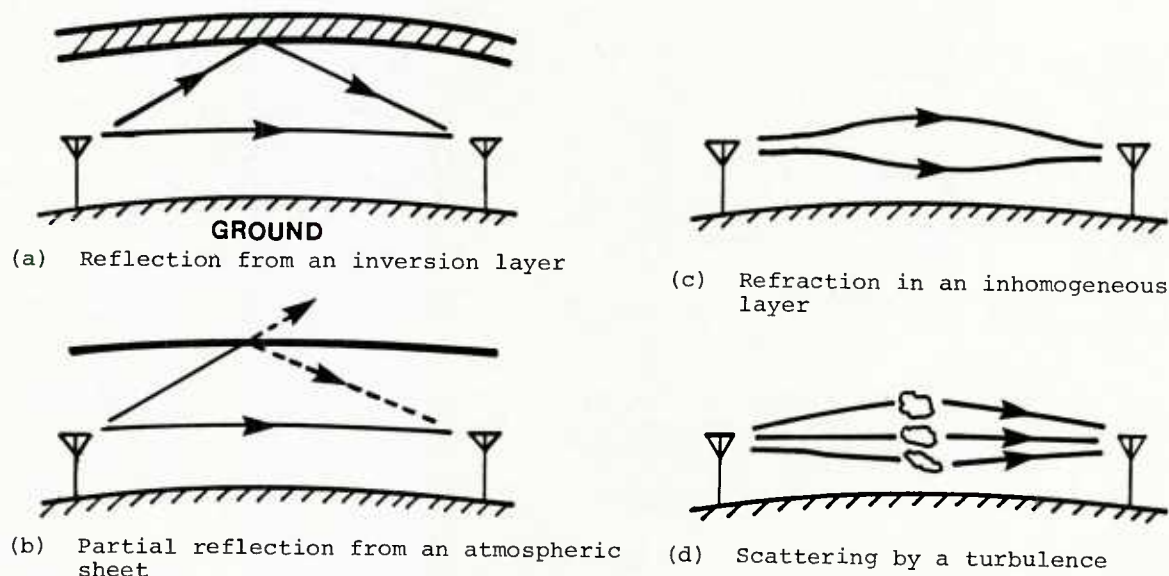 GROUND
(a) Reflection from an inversion layer
(b) Partial reflection from an atmospheric
sheet
(c) Refraction in an inhomogeneous
layer
(d) Scattering by a turbulence